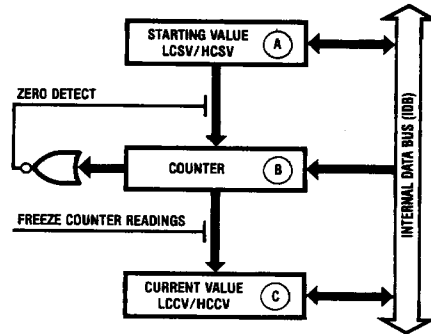 STARTING VALUE
LCSV/HCSV
A
ZERO DETECT
COUNTER
B
FREEZE COUNTER READINGS
CURRENT VALUE
LCCV/HCCV
C
INTERNAL DATA BUS (IDB)